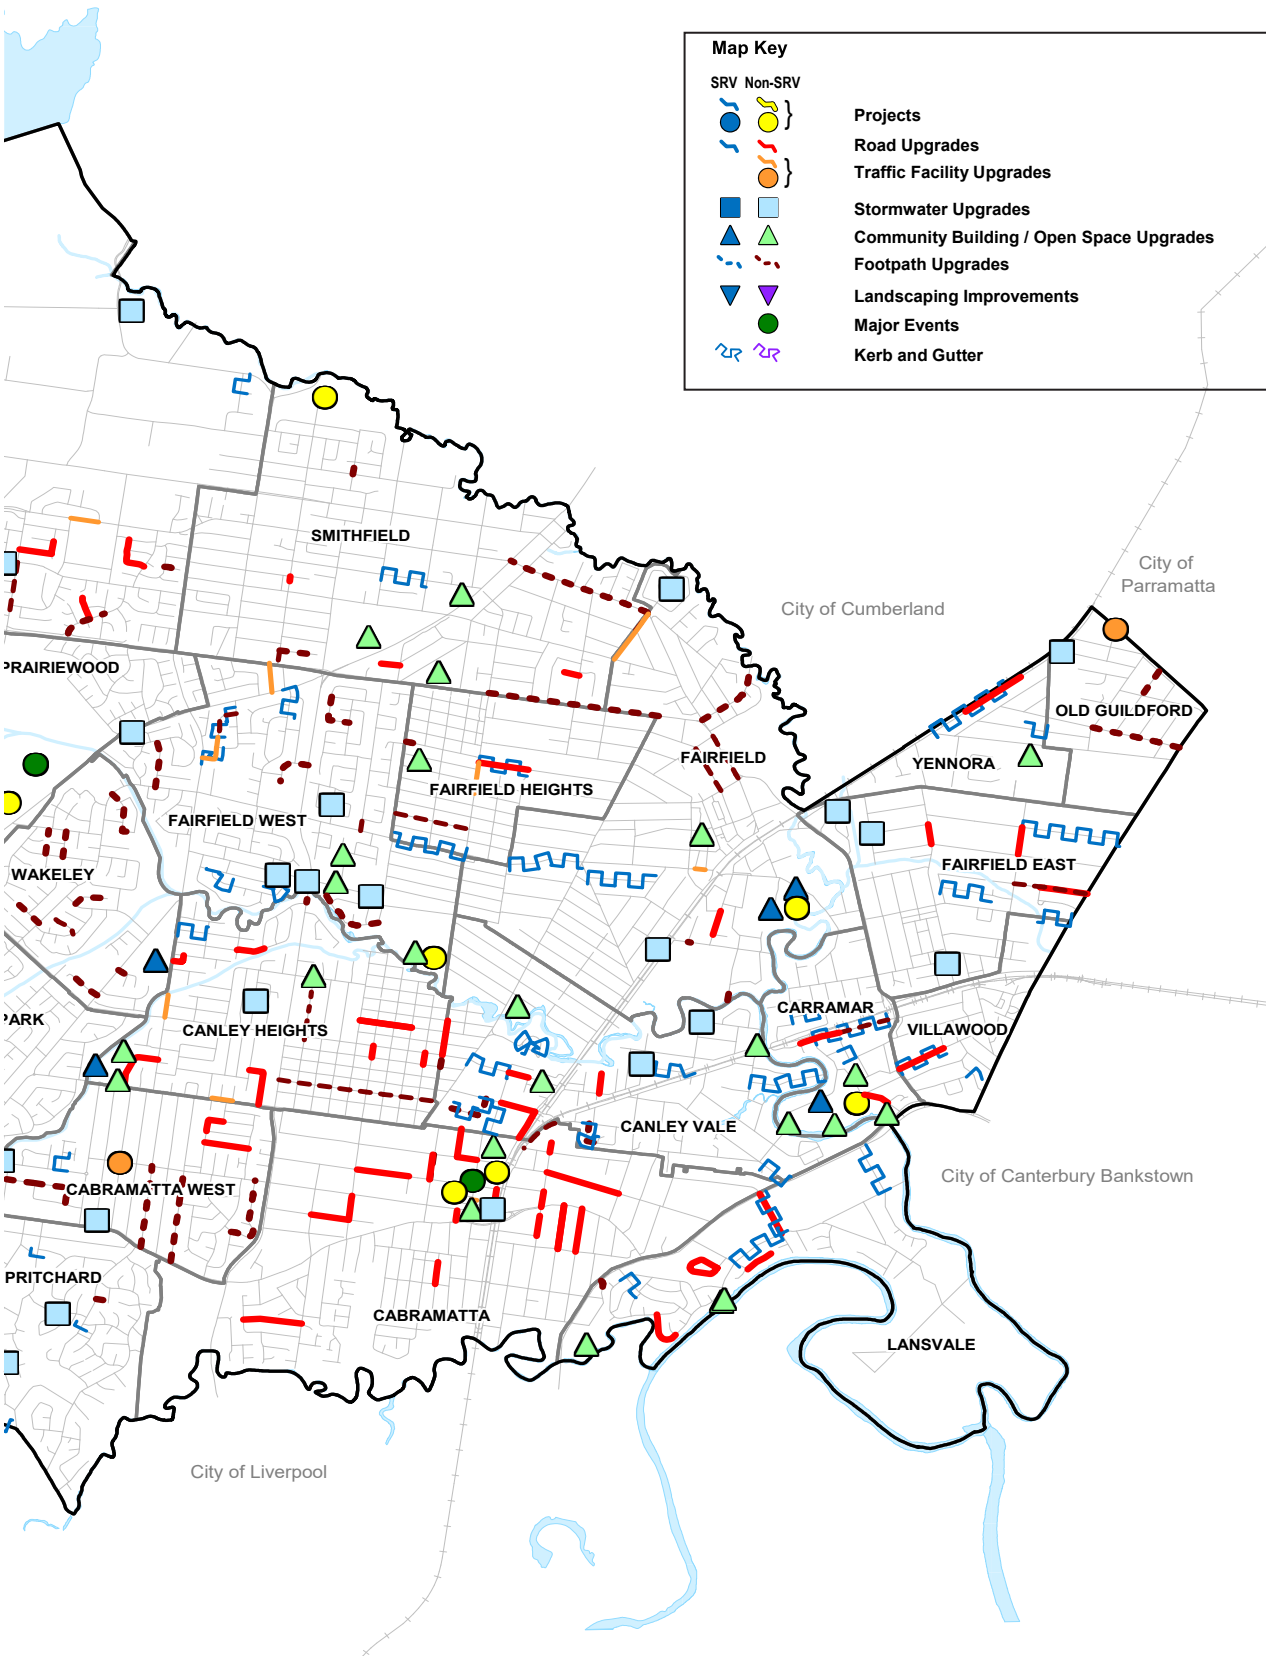 Map Key
SRV Non-SRV
Projects
Road Upgrades
Traffic Facility Upgrades
Stormwater Upgrades
Community Building / Open Space Upgrades
Footpath Upgrades
Landscaping Improvements
Major Events
Kerb and Gutter
SMITHFIELD
City of
Parramatta
City of Cumberland
PRAIRIEWOOD
OLD GUILDFORD
FAIRFIELD
YENNORA
FAIRFIELD HEIGHTS
FAIRFIELD WEST
FAIRFIELD EAST
WAKELEY
CARRAMAR
PARK
CANLEY HEIGHTS
VILLAWOOD
CANLEY VALE
City of Canterbury Bankstown
CABRAMATTA WEST
PRITCHARD
CABRAMATTA
LANSVALE
City of Liverpool